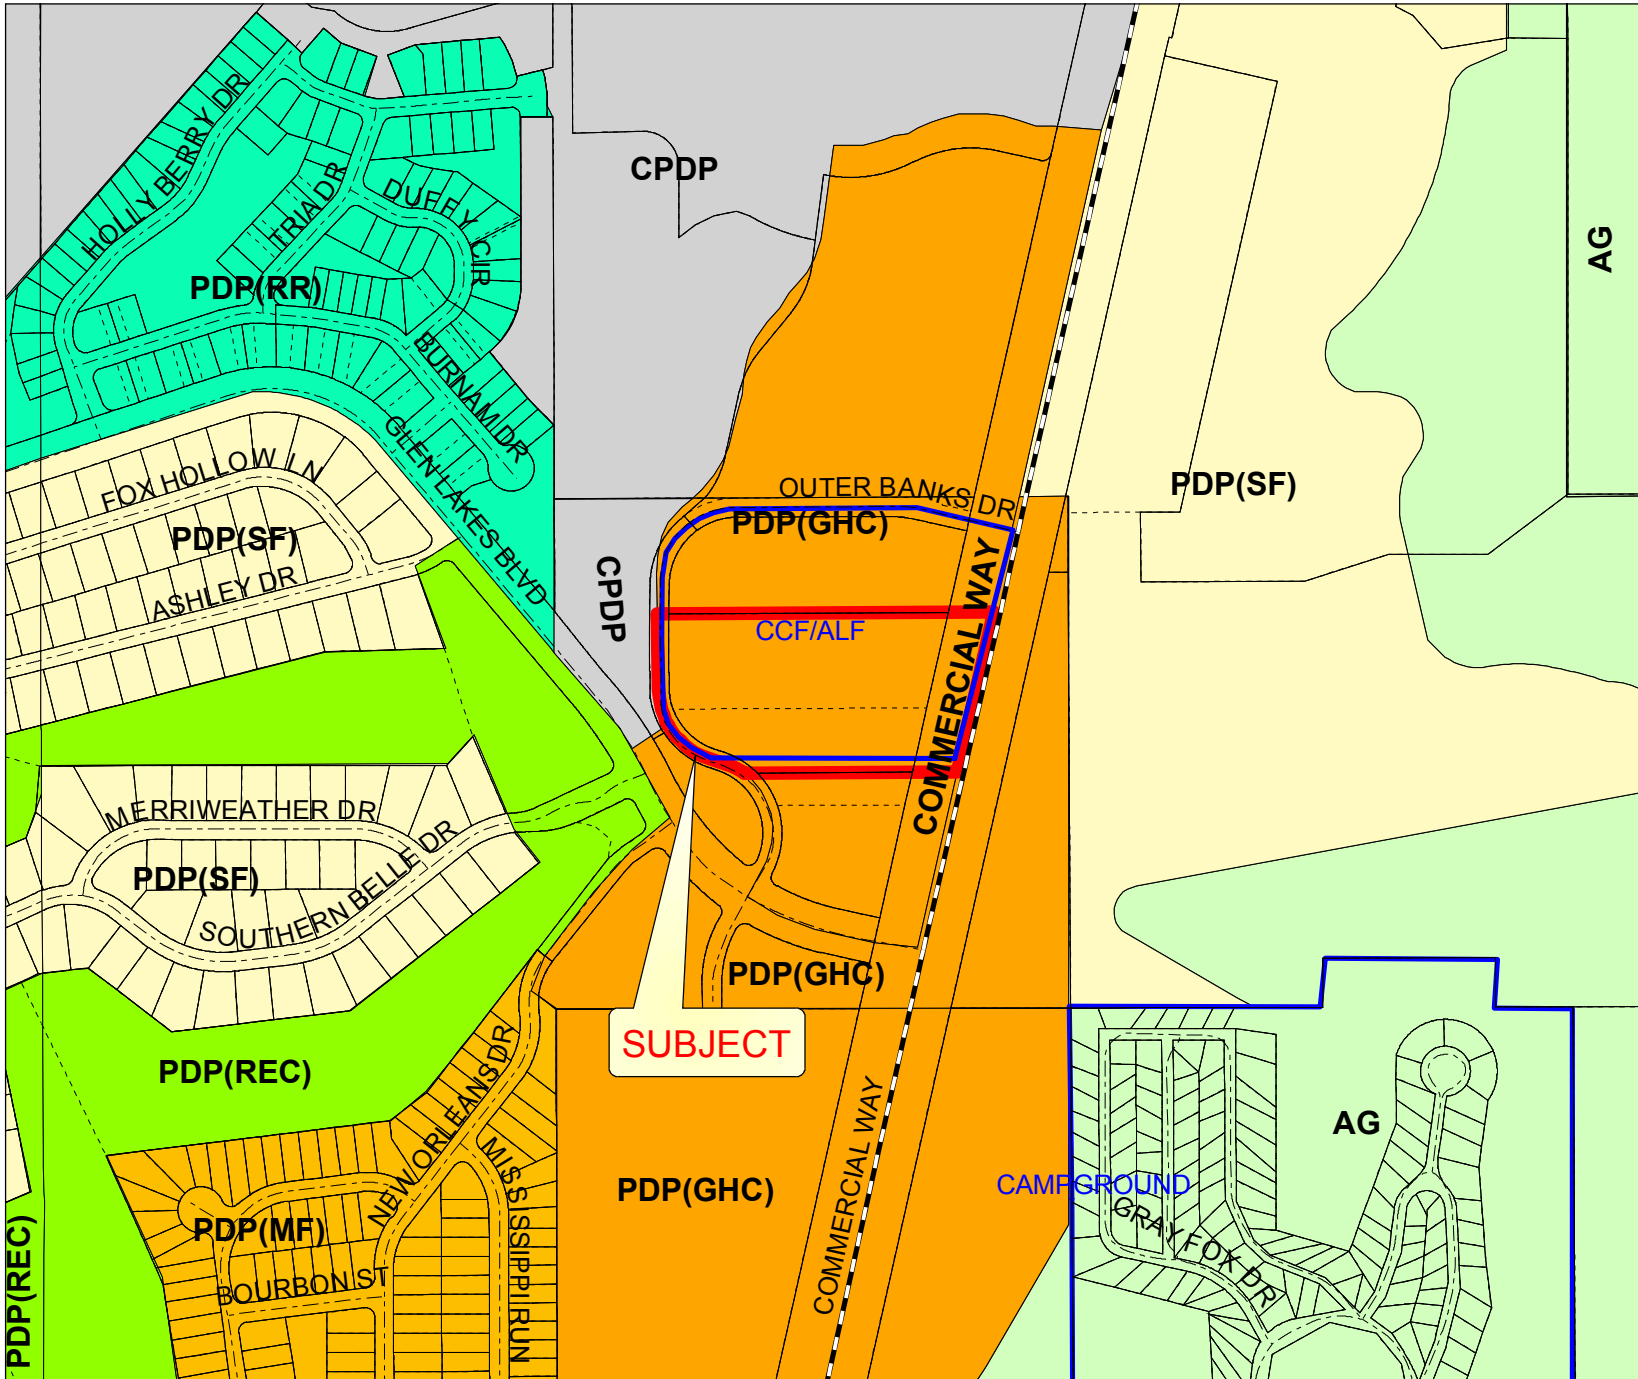 HOLLY BERRY DR
TRIA DR
DUFFY CIR
CPDP
AG
PDP(RR)
BURNAM DR
GLEN LAKES BLVD
FOX HOLLOW LN
PDP(SF)
ASHLEY DR
OUTER BANKS DR
PDP(GHC)
PDP(SF)
CPDP
CCF/ALF
COMMERCIAL WAY
MERRIWEATHER DR
PDP(SF)
SOUTHERN BELLE DR
PDP(GHC)
SUBJECT
PDP(REC)
NEW ORLEANS DR
MISSISSIPPI RUN
COMMERCIAL WAY
AG
PDP(GHC)
CAMPGROUND
GRAY FOX DR
PDP(MF)
BOURBON ST
PDP(REC)